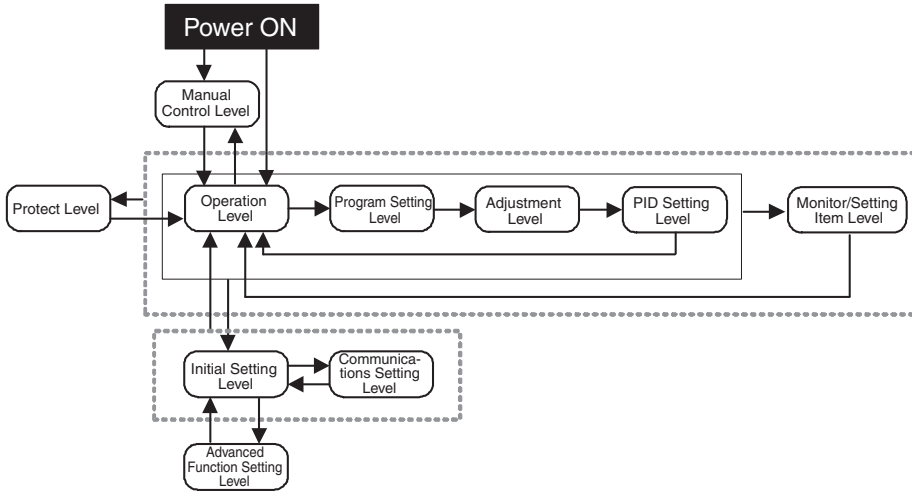 Power ON
Manual
Control Level
Protect Level
Operation
Level
Program Setting
Level
Adjustment
Level
PID Setting
Level
Monitor/Setting
Item Level
Initial Setting
Level
Communica-
tions Setting
Level
Advanced
Function Setting
Level